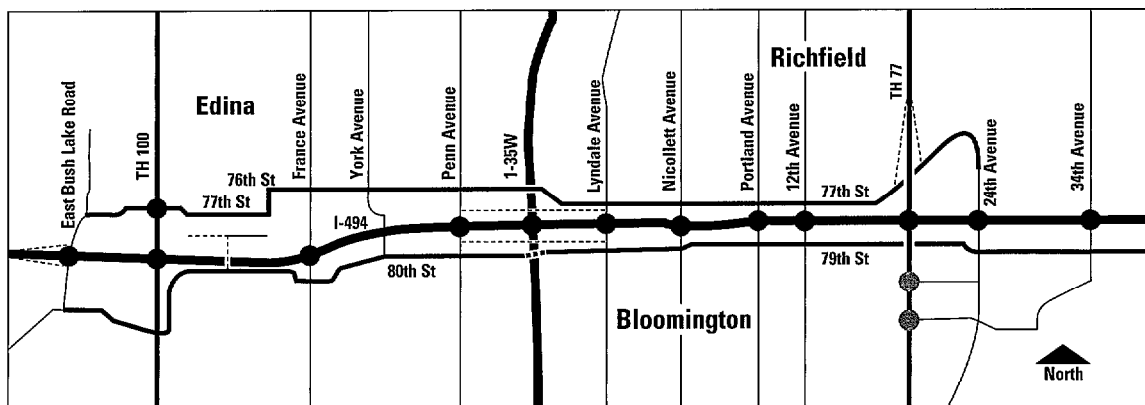 Richfield
Edina
East Bush Lake Road
TH 100
France Avenue
York Avenue
Penn Avenue
1-35W
Lyndale Avenue
Nicollett Avenue
Portland Avenue
12th Avenue
TH 77
24th Avenue
34th Avenue
76th St
77th St
I-494
77th St
80th St
79th St
Bloomington
North